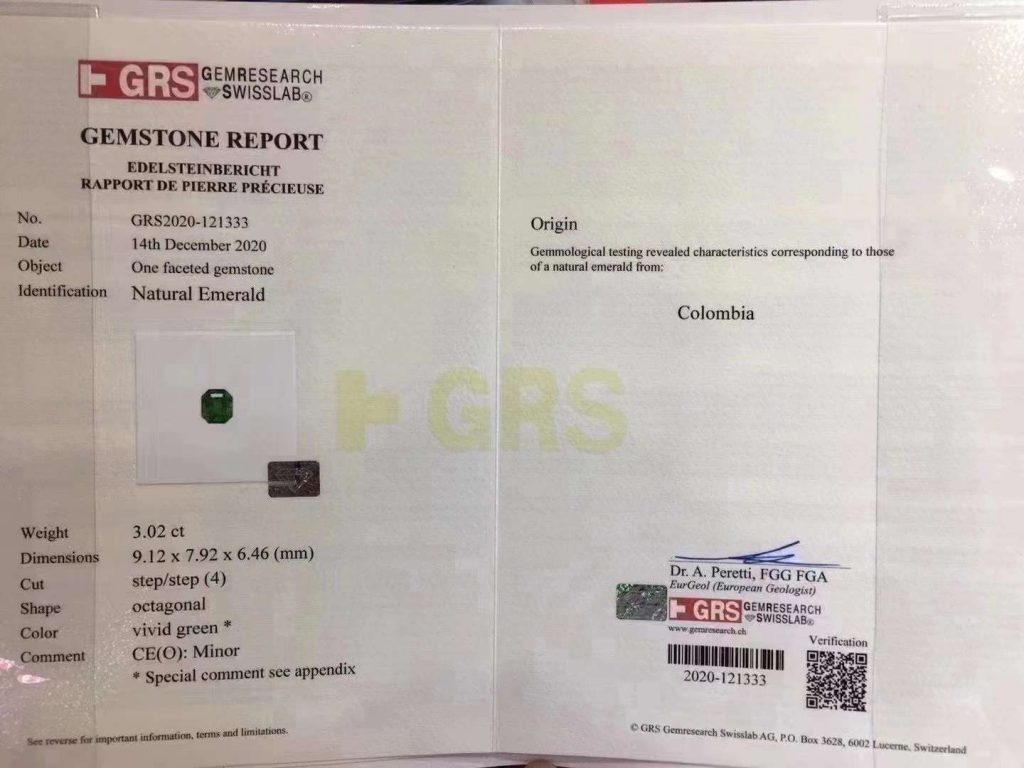 GRS GEMRESEARCH
SWISSLAB®
GEMSTONE REPORT
EDELSTEINBERICHT
RAPPORT DE PIERRE PRÉCIEUSE
No. GRS2020-121333
Date 14th December 2020
Object One faceted gemstone
Identification Natural Emerald
Weight 3.02 ct
Dimensions 9.12 x 7.92 x 6.46 (mm)
Cut step/step (4)
Shape octagonal
Color vivid green *
Comment CE(O): Minor
* Special comment see appendix
See reverse for important information, terms and limitations.
GRS
Origin
Gemmological testing revealed characteristics corresponding to those
of a natural emerald from:
Colombia
Dr. A. Peretti, FGG FGA
EurGeol (European Geologist)
GRS GEMRESEARCH
SWISSLAB®
www.gemresearch.ch
Verification
2020-121333
© GRS Gemresearch Swisslab AG, P.O. Box 3628, 6002 Lucerne, Switzerland